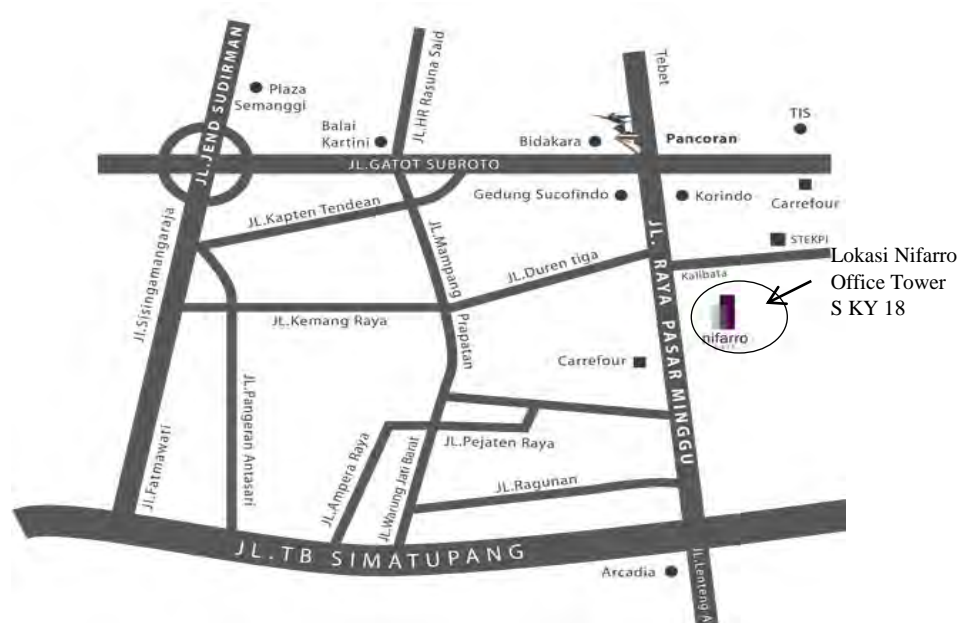 JL.JEND SUDIRMAN
Plaza
Semanggi
JL.HR Rasuna Said
Tebet
Balai
Kartini
Bidakara
Pancoran
TIS
JL.GATOT SUBROTO
JL.Kapten Tendean
Gedung Sucofindo
Korindo
Carrefour
STEKPI
Jl.Sisingamangaraja
JL.Mampang
Prapatan
JL.Duren tiga
JL. RAYA PASAR MINGGU
Kalibata
Lokasi Nifarro
Office Tower
S KY 18
nifarro
JL.Kemang Raya
Carrefour
JL.Pangeran Antasari
JL.Fatmawati
JL.Ampera Raya
JL.Warung Jati Barat
JL.Pejaten Raya
JL.Ragunan
JL.TB SIMATUPANG
Arcadia
JL.Lenteng A